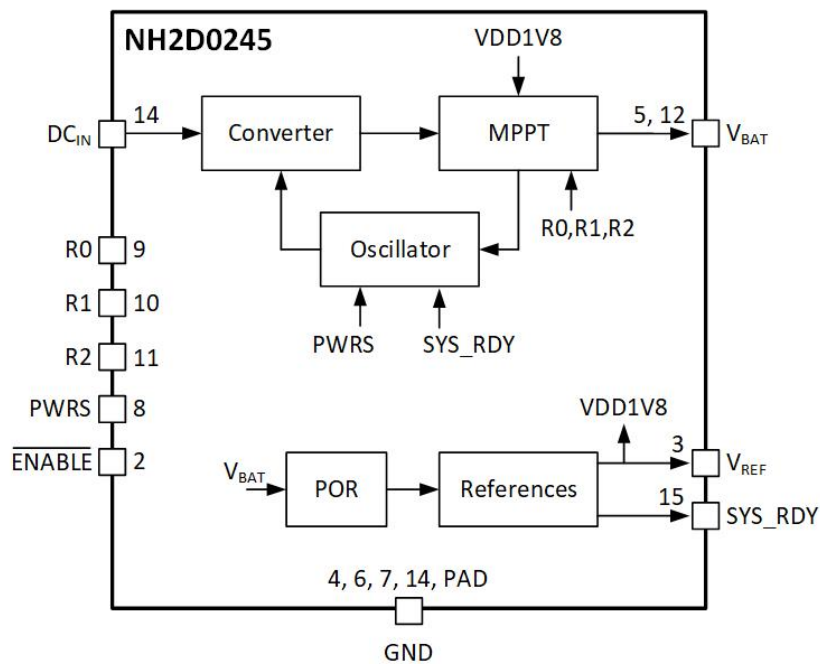 NH2D0245
VDD1V8
DCIN 14 Converter MPPT 5, 12 VBAT
R0,R1,R2
Oscillator
R0 9
R1 10
PWRS SYS_RDY
R2 11
PWRS 8
VDD1V8
ENABLE 2
VBAT POR References 3 VREF
15 SYS_RDY
4, 6, 7, 14, PAD
GND